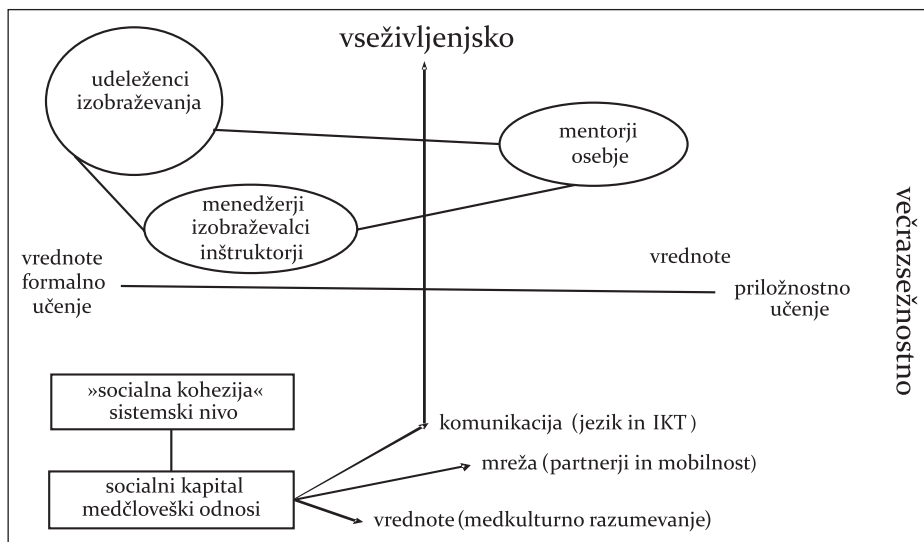 vseživljenjsko
udeleženci
izobraževanja
mentorji
osebje
menedžerji
izobraževalci
inštruktorji
večrazsežnostno
vrednote
formalno
učenje
vrednote
priložnostno
učenje
»socialna kohezija«
sistemski nivo
komunikacija (jezik in IKT)
mreža (partnerji in mobilnost)
socialni kapital
medčloveški odnosi
vrednote (medkulturno razumevanje)